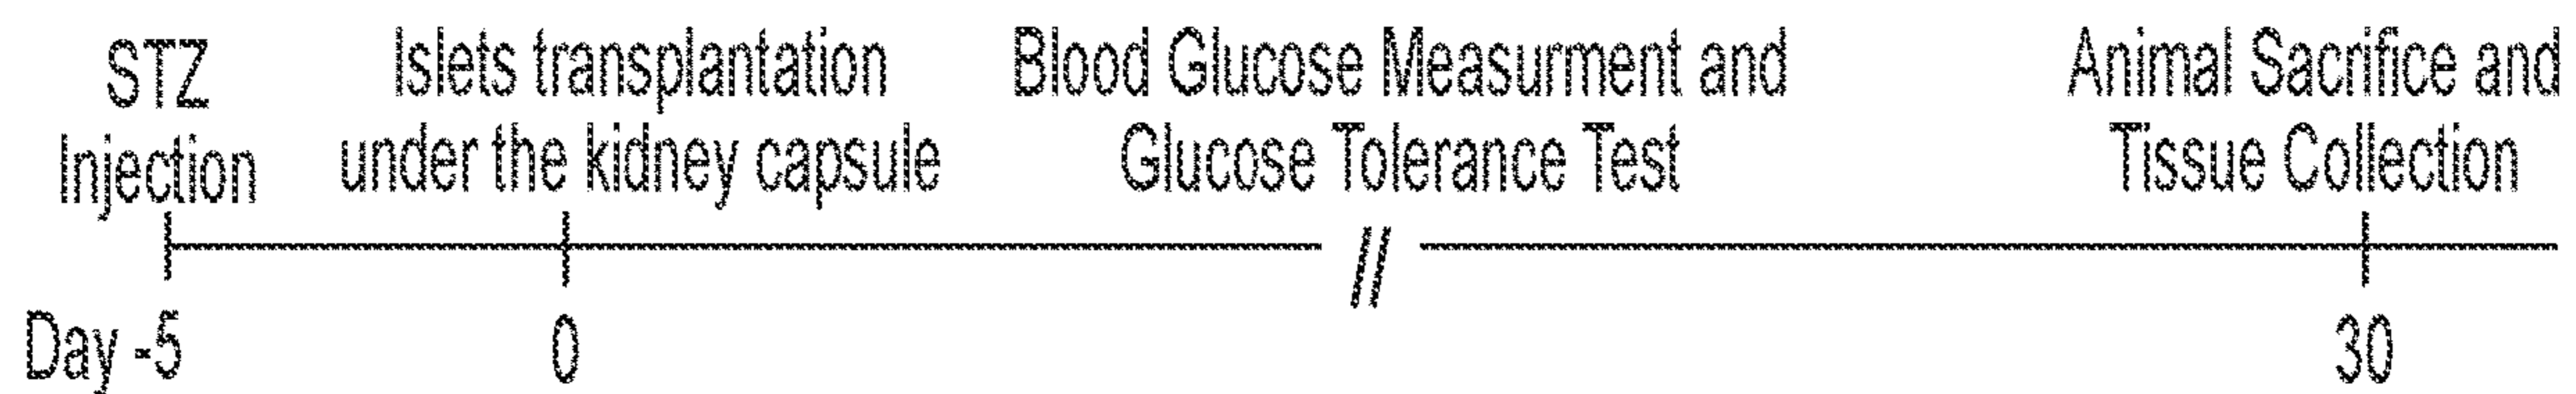 STZ
Injection
Islets transplantation
under the kidney capsule
Blood Glucose Measurment and
Glucose Tolerance Test
Animal Sacrifice and
Tissue Collection
//
Day -5
0
30